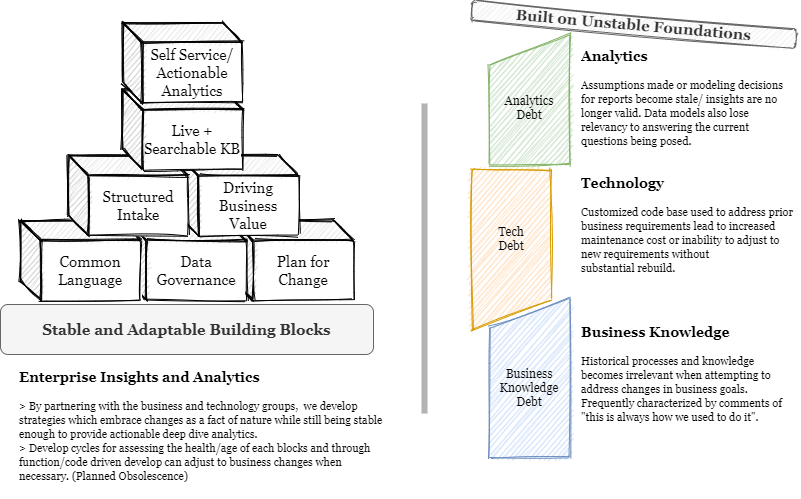 Self Service/
Actionable
Analytics
Live +
Searchable KB
Structured
Intake
Driving
Business
Value
Common
Language
Data
Governance
Plan for
Change
Stable and Adaptable Building Blocks
Enterprise Insights and Analytics
> By partnering with the business and technology groups,  we develop
strategies which embrace changes as a fact of nature while still being stable
enough to provide actionable deep dive analytics.
> Develop cycles for assessing the health/age of each blocks and through
function/code driven develop can adjust to business changes when
necessary. (Planned Obsolescence)
Built on Unstable Foundations
Analytics
Debt
Analytics
Assumptions made or modeling decisions
for reports become stale/ insights are no
longer valid. Data models also lose
relevancy to answering the current
questions being posed.
Tech
Debt
Technology
Customized code base used to address prior
business requirements lead to increased
maintenance cost or inability to adjust to
new requirements without
substantial rebuild.
Business
Knowledge
Debt
Business Knowledge
Historical processes and knowledge
becomes irrelevant when attempting to
address changes in business goals.
Frequently characterized by comments of
"this is always how we used to do it".